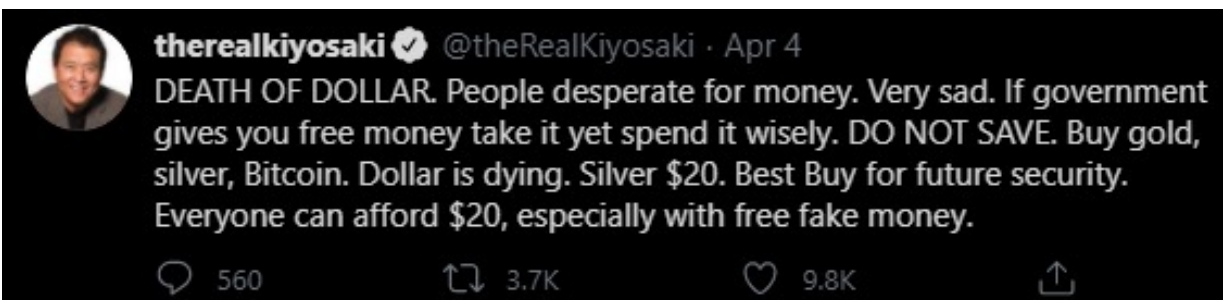 therealkiyosaki @theRealKiyosaki · Apr 4
DEATH OF DOLLAR. People desperate for money. Very sad. If government
gives you free money take it yet spend it wisely. DO NOT SAVE. Buy gold,
silver, Bitcoin. Dollar is dying. Silver $20. Best Buy for future security.
Everyone can afford $20, especially with free fake money.
560 3.7K 9.8K